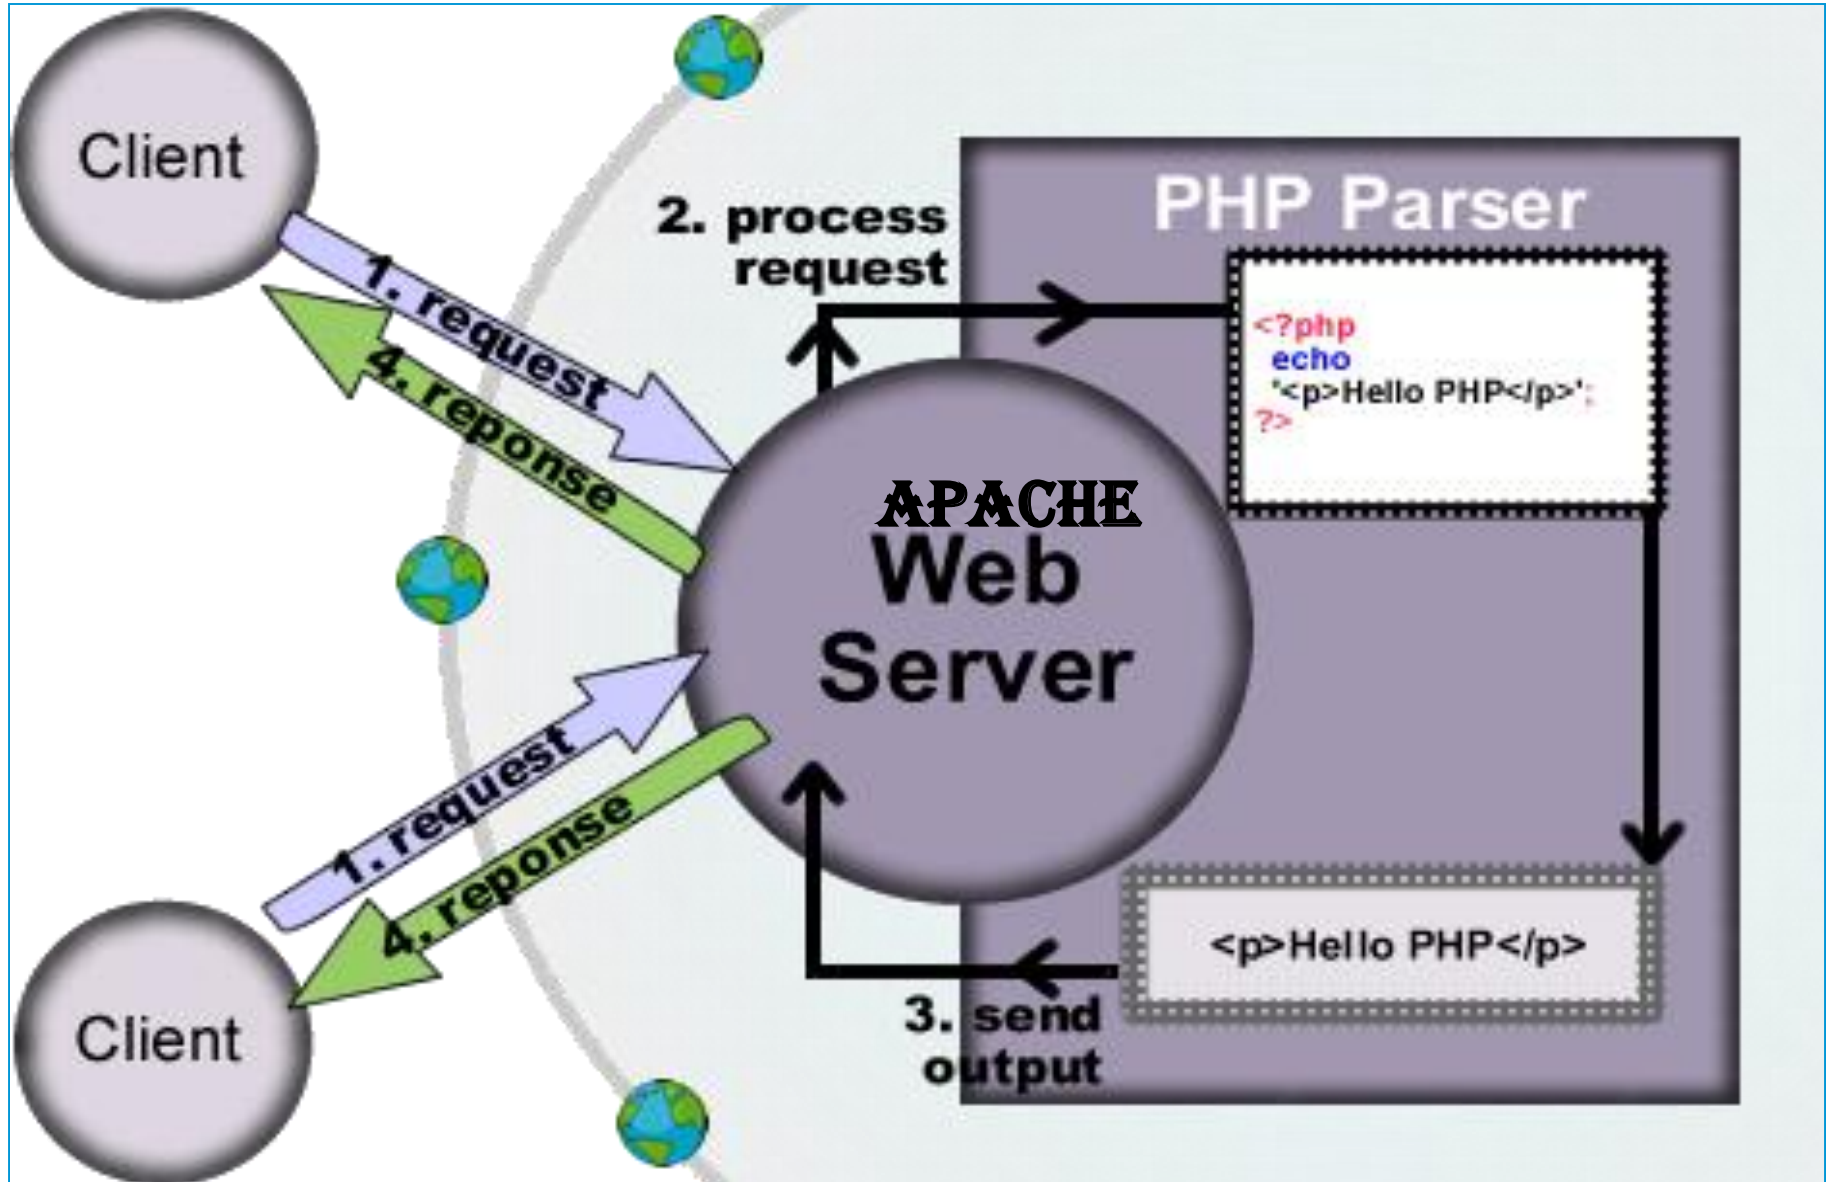 Client
1. request
4. reponse
2. process
request
PHP Parser
<?php
echo
'<p>Hello PHP</p>';
?>
APACHE
Web
Server
1. request
4. reponse
Client
<p>Hello PHP</p>
3. send
output